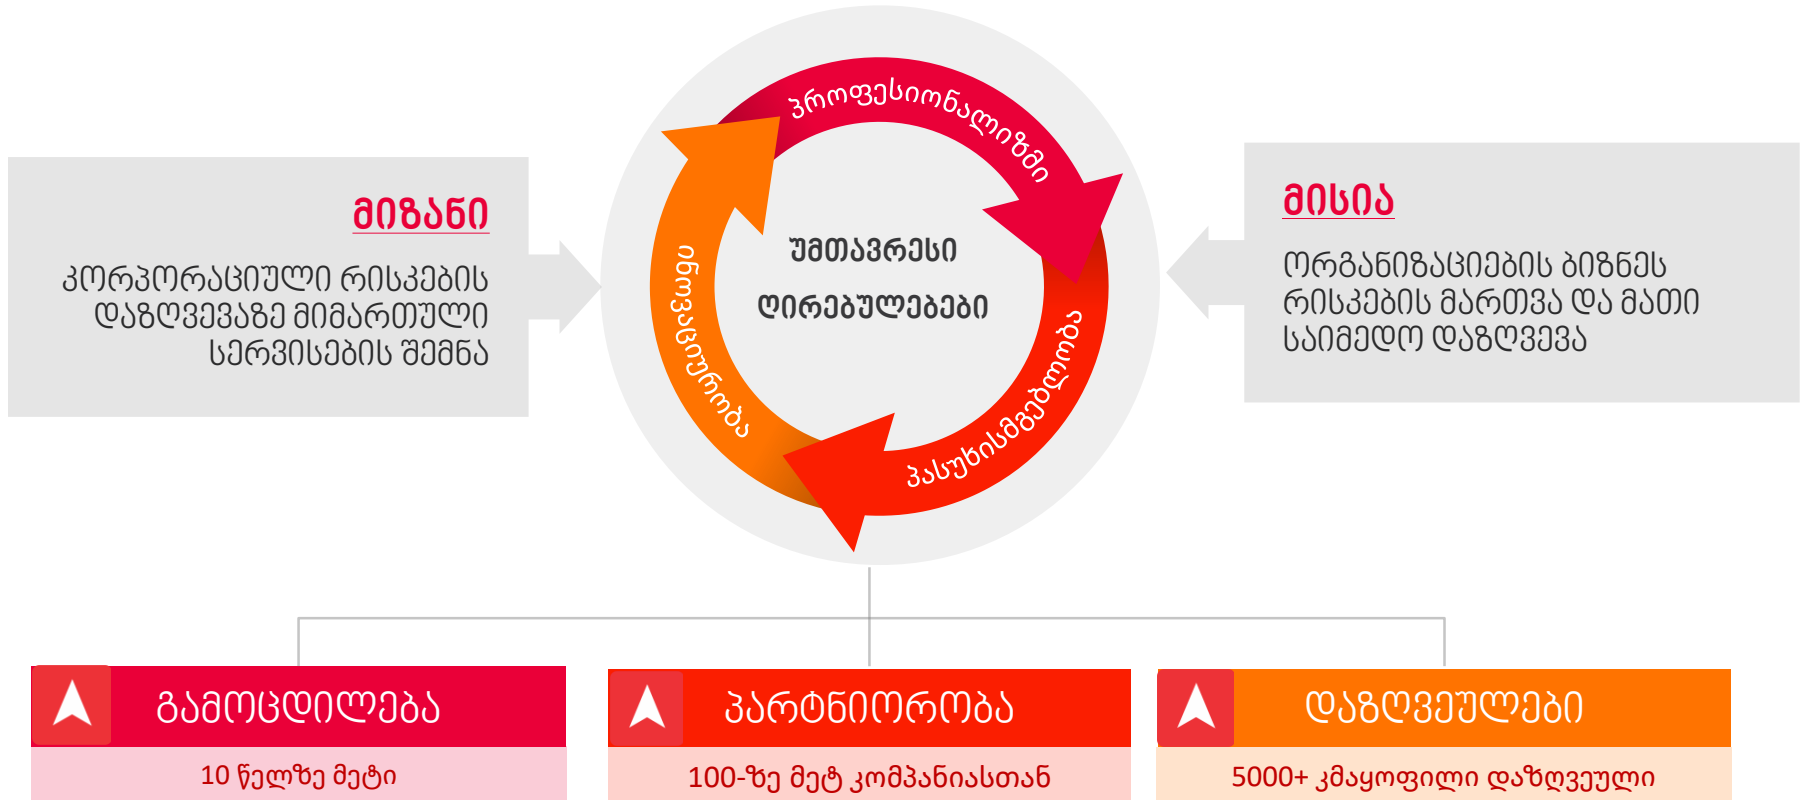 მიზანი
კორპორაციული რისკების
დაზღვევაზე მიმართული
სერვისების შემნა
პროფესიონალიზმი
პასუხისმგებლობა
ინოვაციურობა
უმთავრესი
ღირებულებები
მისია
ორგანიზაციების ბიზნეს
რისკების მართვა და მათი
საიმედო დაზღვევა
გამოცდილება
10 წელზე მეტი
პარტნიორობა
100-ზე მეტ კომპანიასთან
დაზღვეულები
5000+ კმაყოფილი დაზღვეული